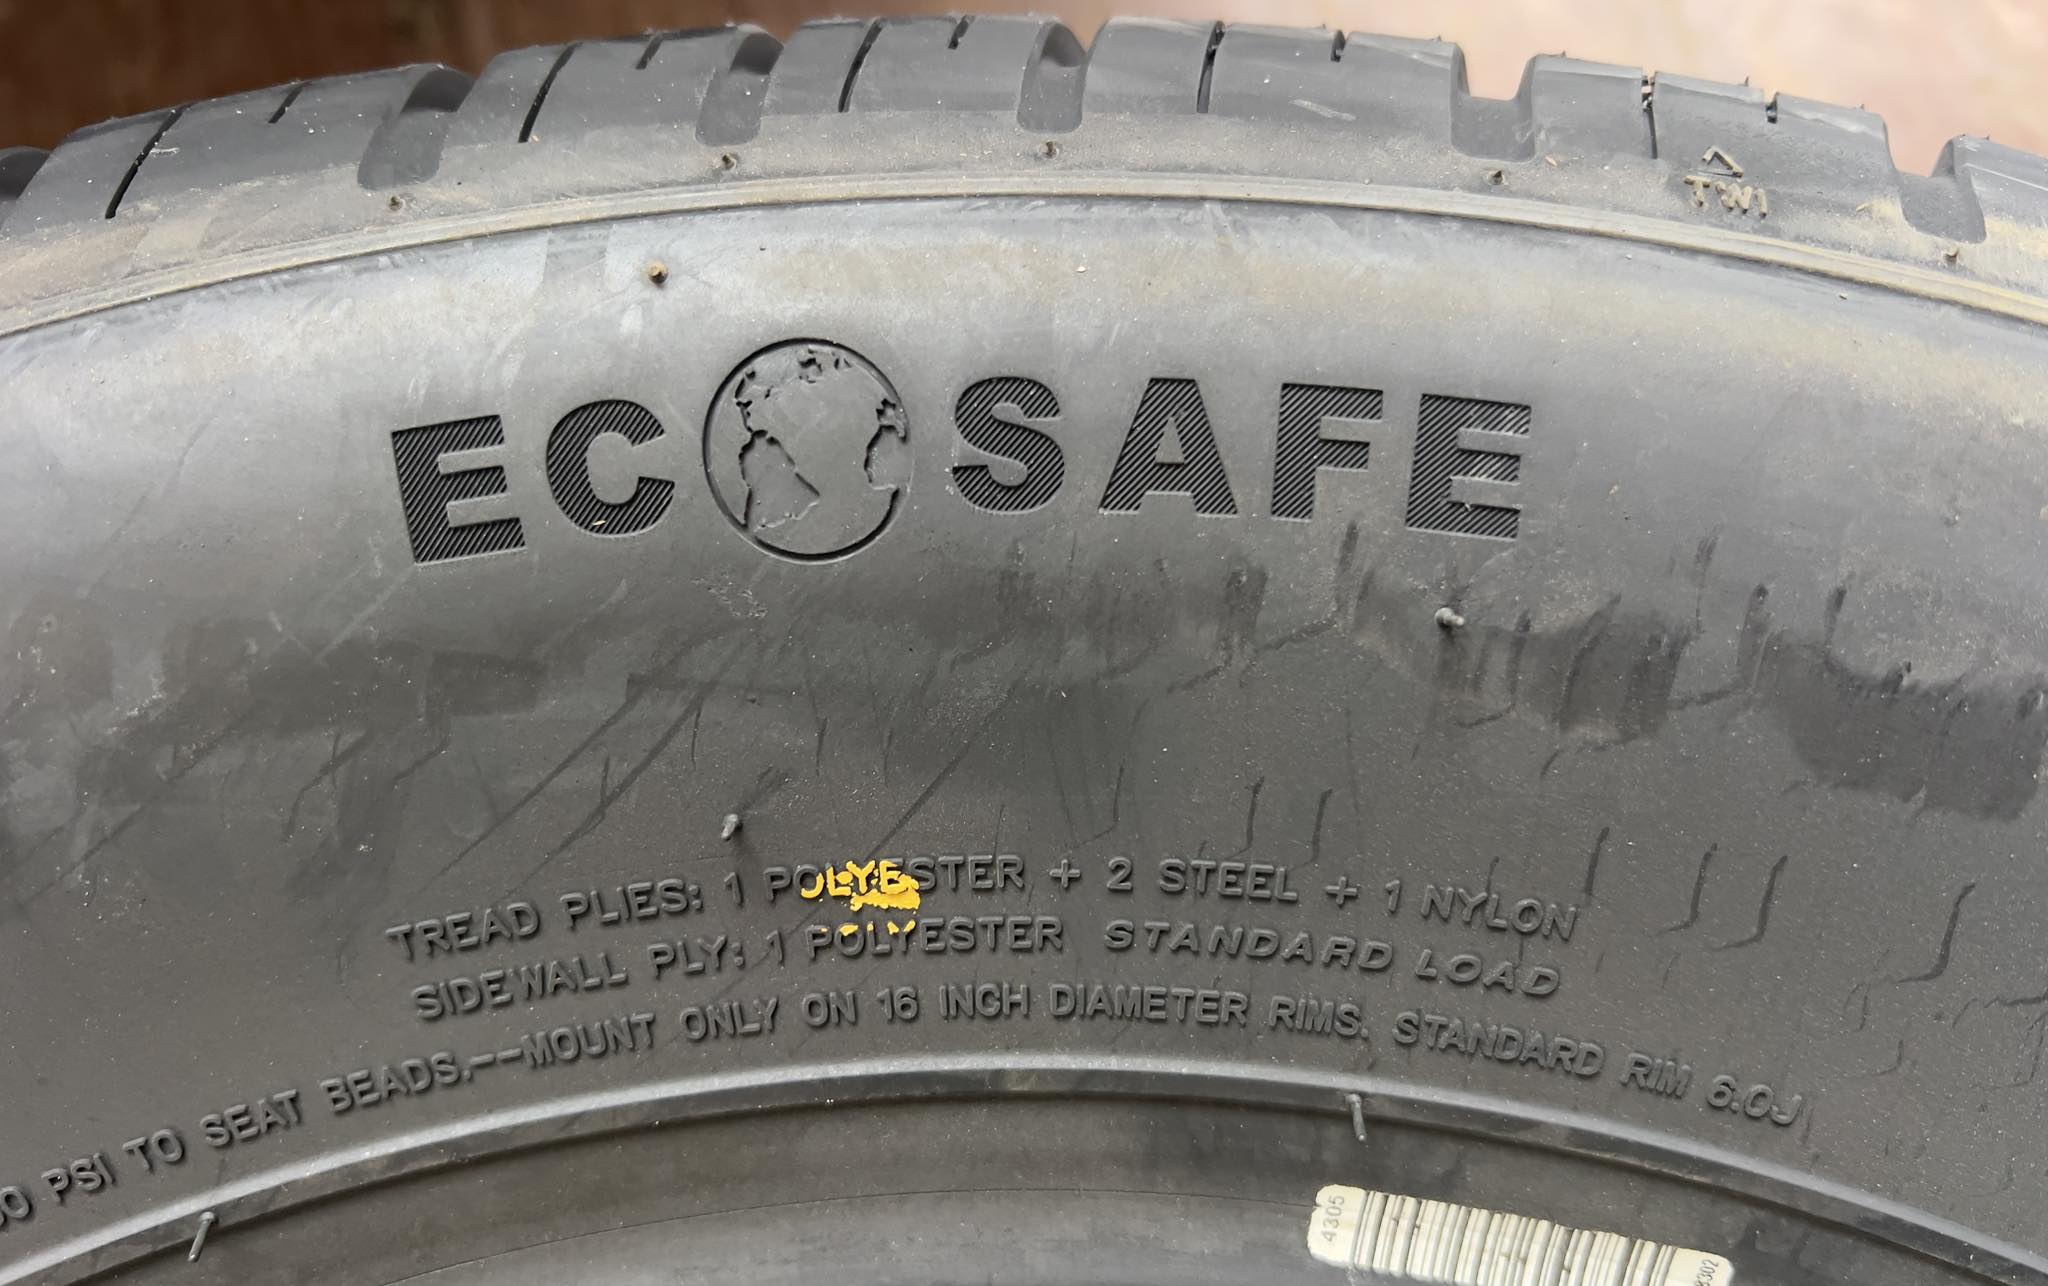 TWI
ECOSAFE
TREAD PLIES: 1 POLYESTER + 2 STEEL + 1 NYLON
SIDEWALL PLY: 1 POLYESTER STANDARD LOAD
PSI TO SEAT BEADS.--MOUNT ONLY ON 16 INCH DIAMETER RIMS. STANDARD RIM 6.0J
4305